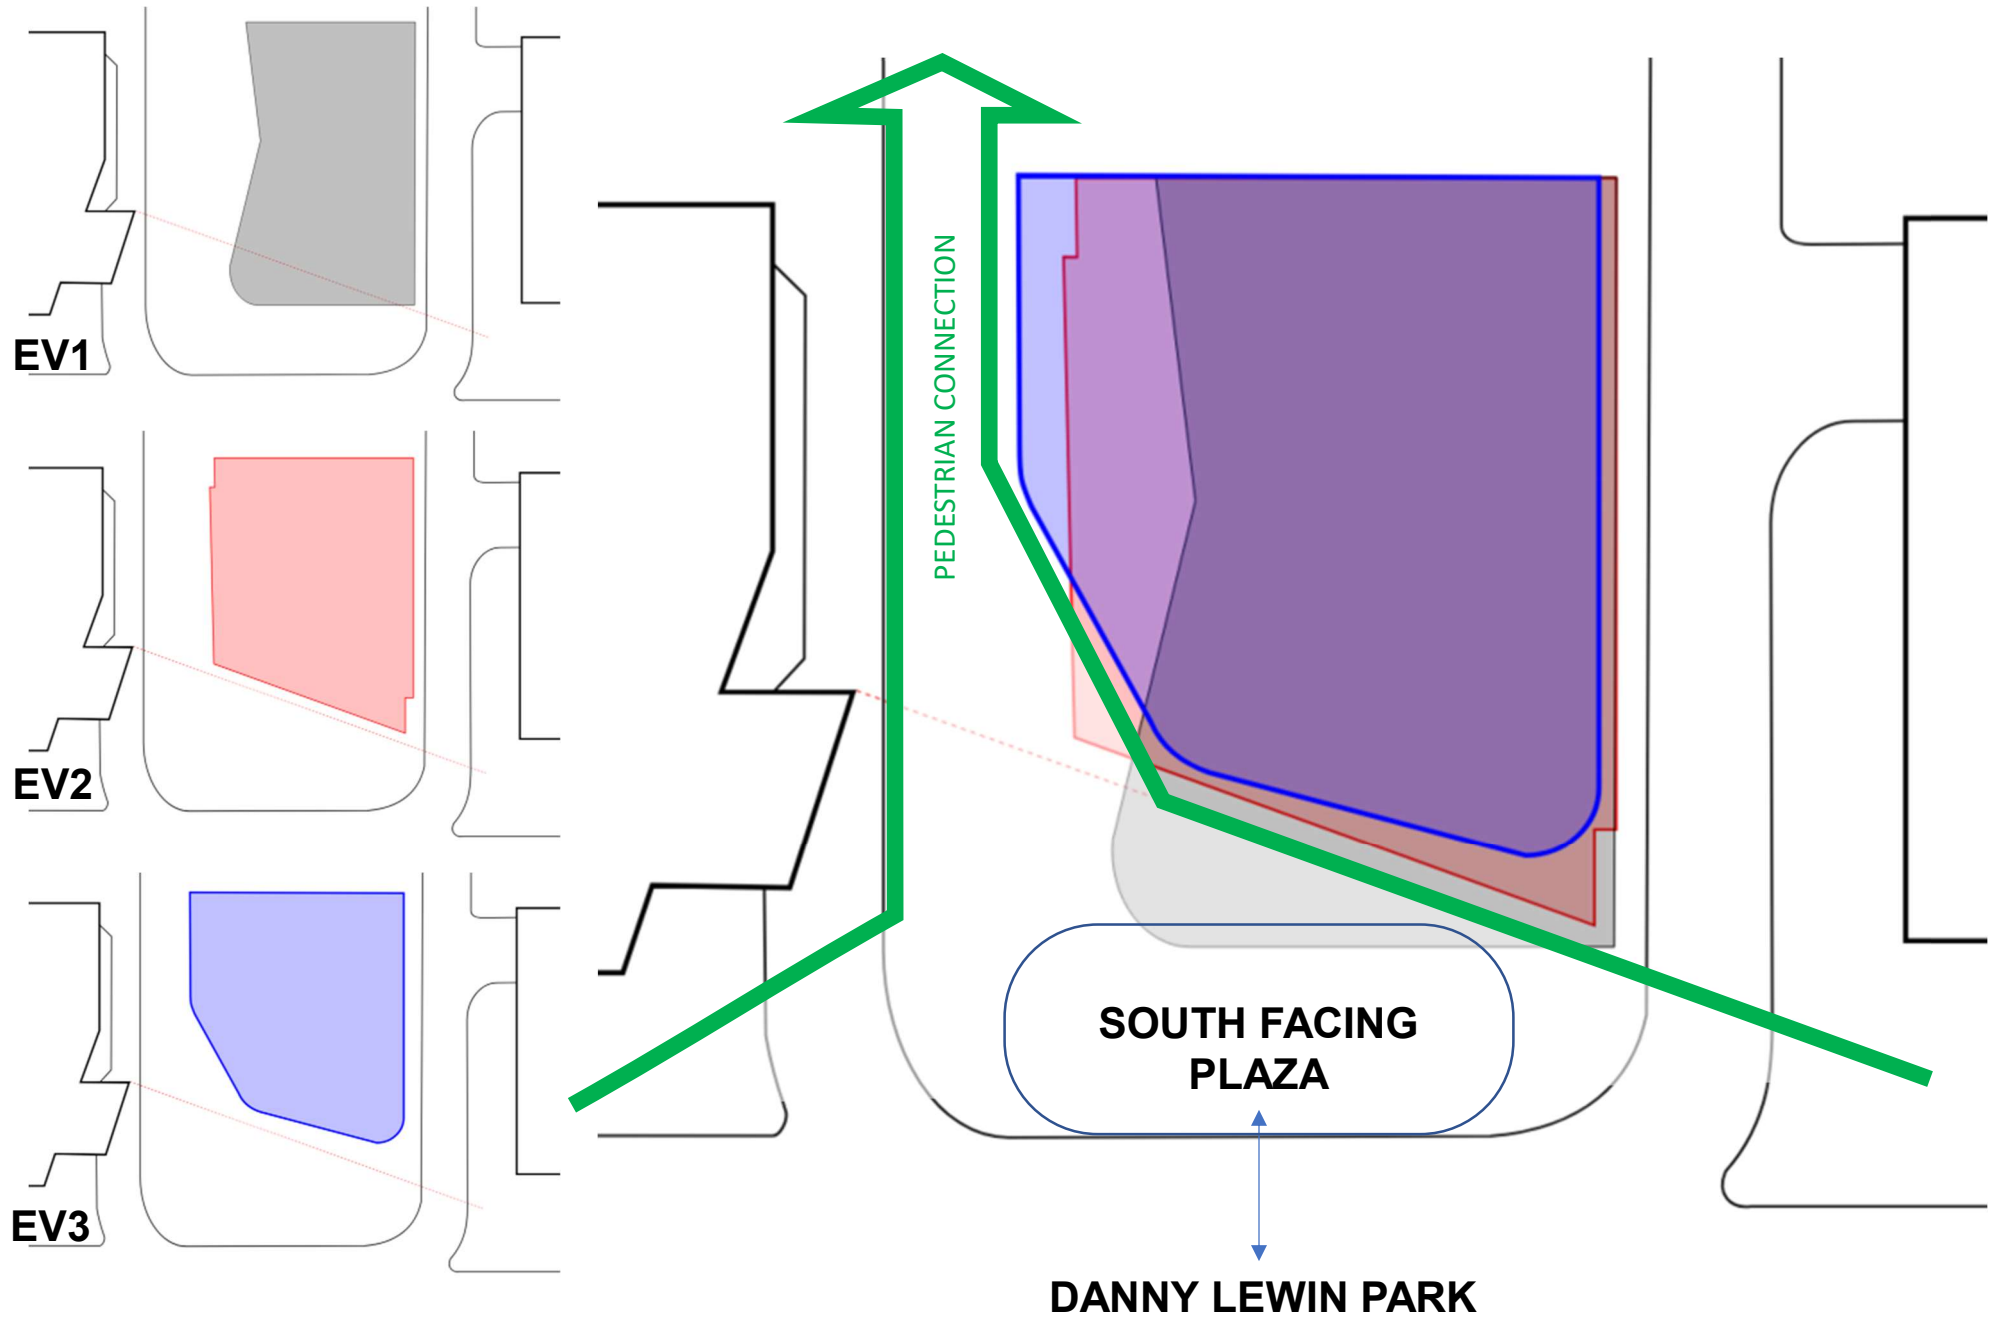 EV1
EV2
EV3
PEDESTRIAN CONNECTION
SOUTH FACING
PLAZA
DANNY LEWIN PARK